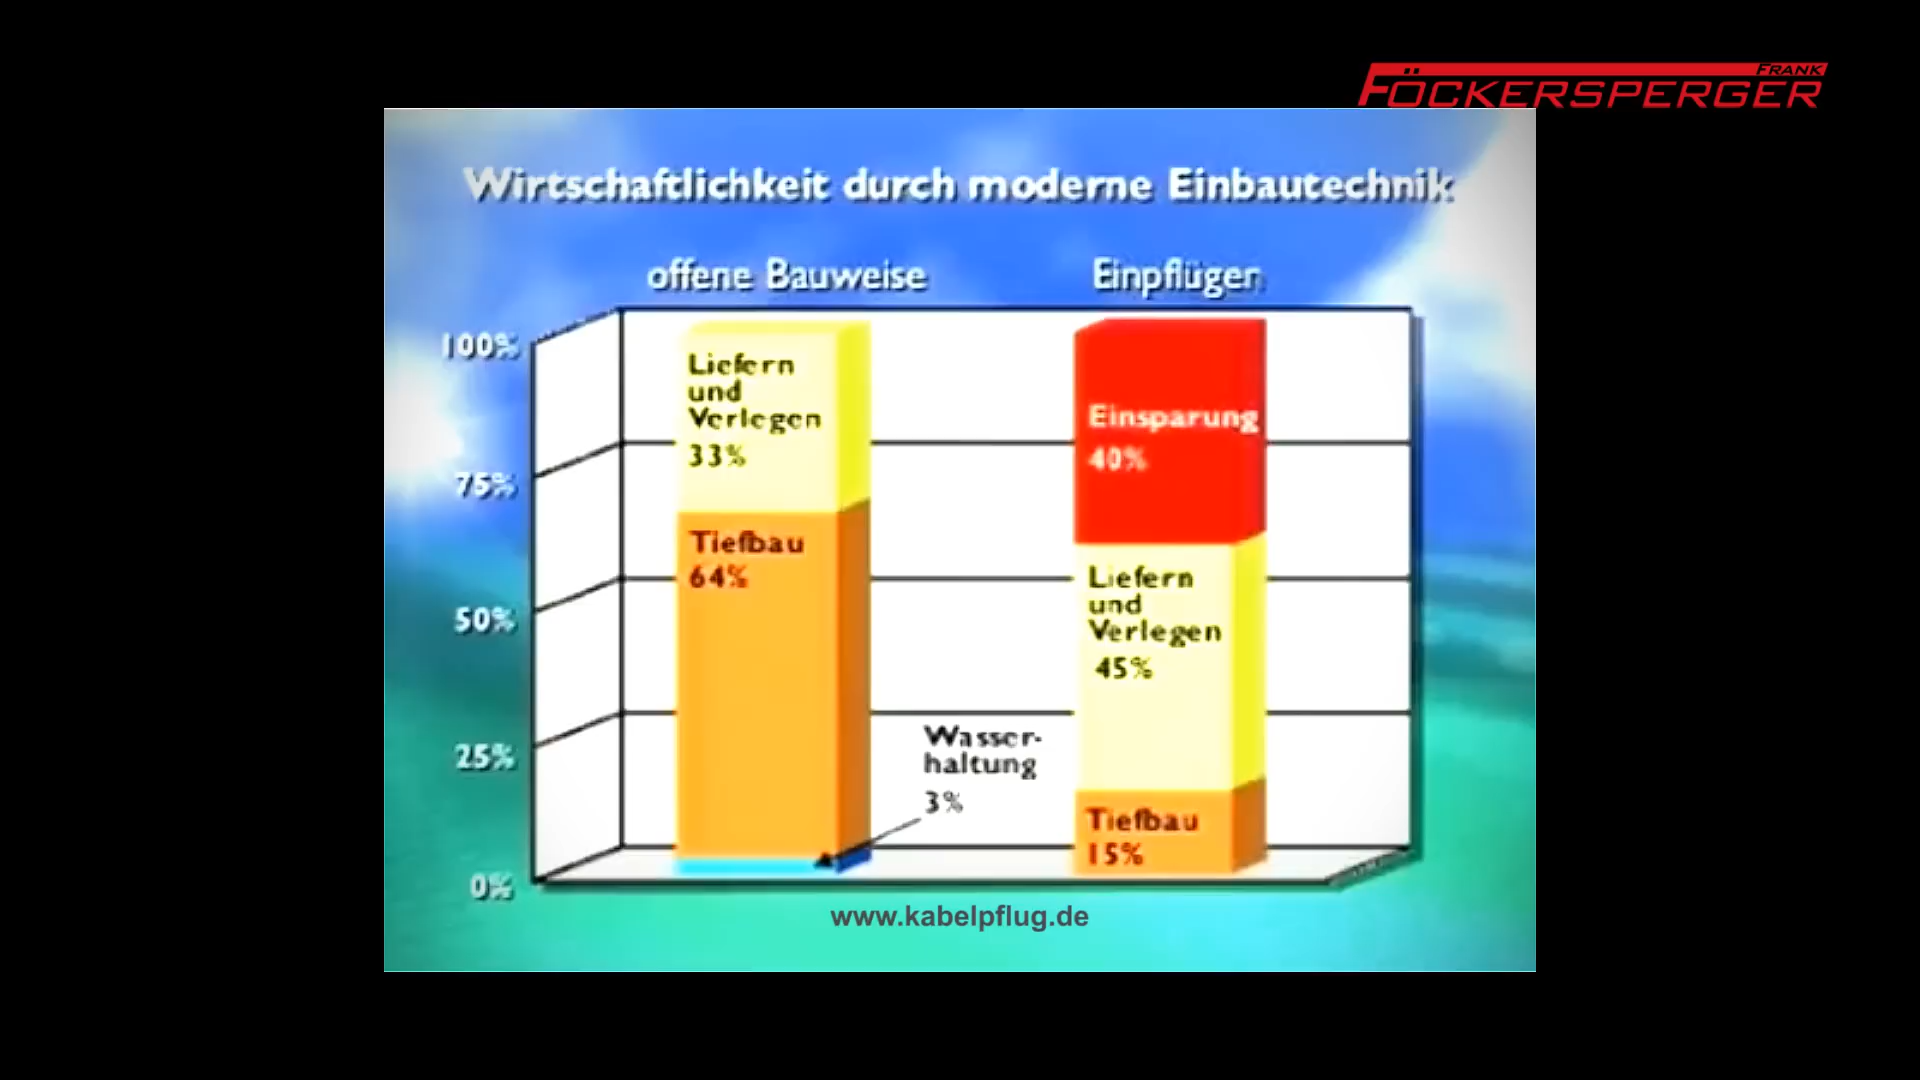 FRANK
FÖCKERSPERGER
Wirtschaftlichkeit durch moderne Einbautechnik
offene Bauweise
Einpflügen
100%
75%
50%
25%
0%
Liefern
und
Verlegen
33%
Tiefbau
64%
Wasser-
haltung
3%
Einsparung
40%
Liefern
und
Verlegen
45%
Tiefbau
15%
www.kabelpflug.de